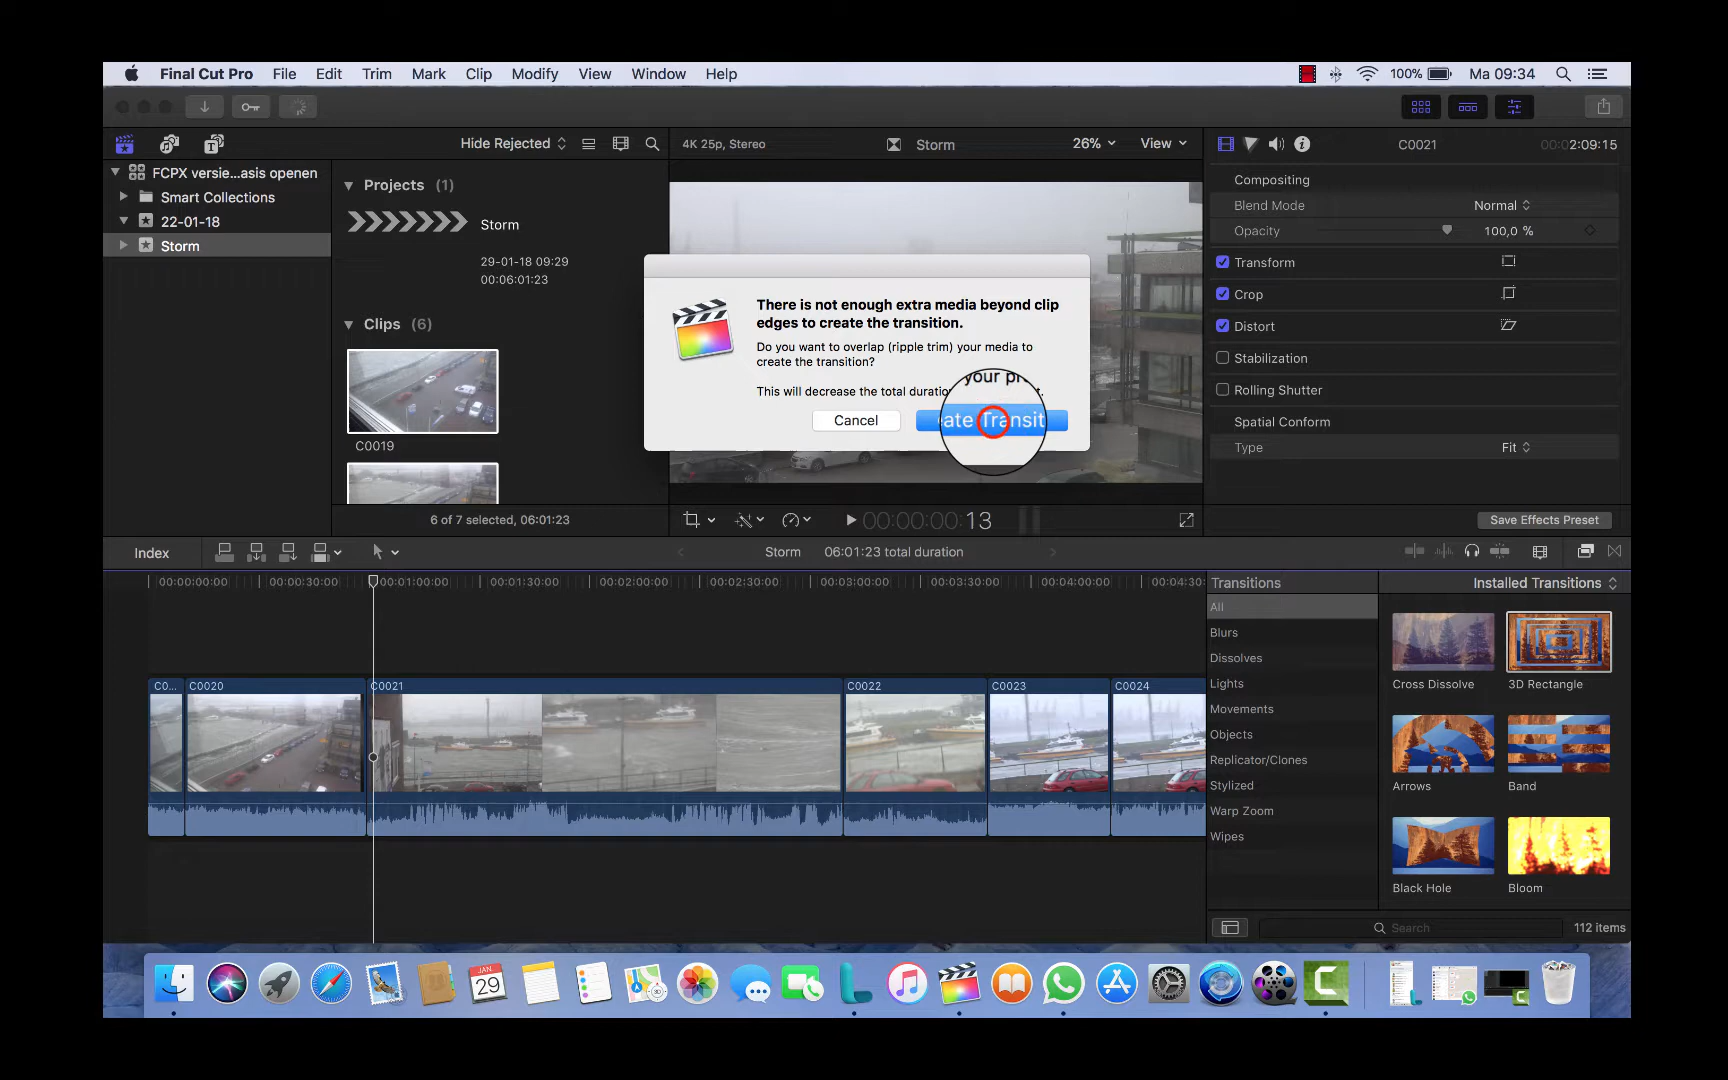 Final Cut Pro File Edit Trim Mark Clip Modify View Window Help 100% Ma 09:34
Hide Rejected
4K 25p, Stereo Storm 26% View
C0021 00:02:09:15
FCPX versie...asis openen
Smart Collections
22-01-18
Storm
Projects (1)
Storm
29-01-18 09:29
00:06:01:23
Clips (6)
C0019
6 of 7 selected, 06:01:23
There is not enough extra media beyond clip
edges to create the transition.
Do you want to overlap (ripple trim) your media to
create the transition?
This will decrease the total duration
your pr
t.
Cancel
ate Transit
00:00:00:13
Compositing
Blend Mode Normal
Opacity 100,0 %
Transform
Crop
Distort
Stabilization
Rolling Shutter
Spatial Conform
Type Fit
Save Effects Preset
Index
Storm 06:01:23 total duration
00:00:00:00 00:00:30:00 00:01:00:00 00:01:30:00 00:02:00:00 00:02:30:00 00:03:00:00 00:03:30:00 00:04:00:00 00:04:30:
C0... C0020 C0021 C0022 C0023 C0024
Transitions
All
Blurs
Dissolves
Lights
Movements
Objects
Replicator/Clones
Stylized
Warp Zoom
Wipes
Installed Transitions
Cross Dissolve 3D Rectangle
Arrows Band
Black Hole Bloom
Search 112 items
JAN
29